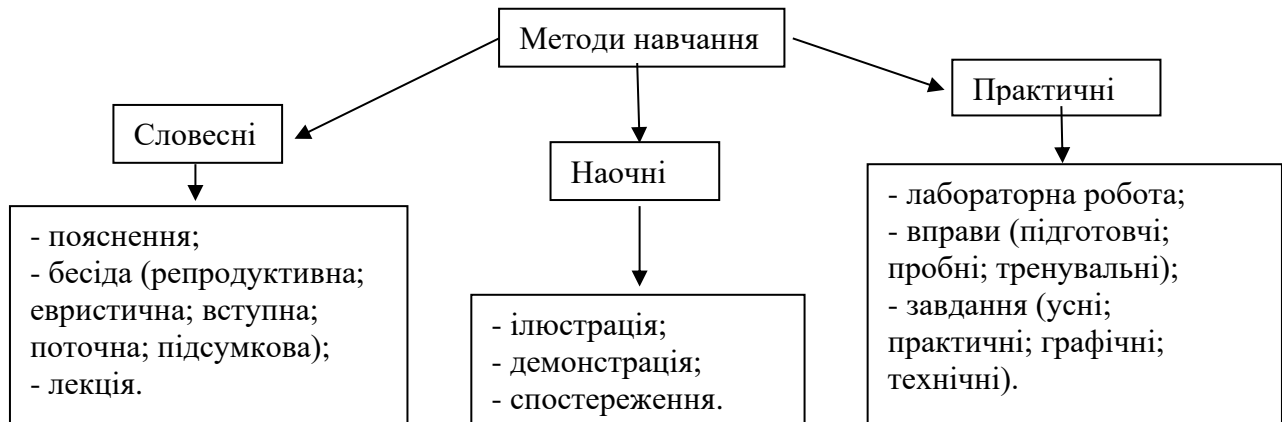 Методи навчання
Словесні
- пояснення;
- бесіда (репродуктивна;
евристична; вступна;
поточна; підсумкова);
- лекція.
Наочні
- ілюстрація;
- демонстрація;
- спостереження.
Практичні
- лабораторна робота;
- вправи (підготовчі;
пробні; тренувальні);
- завдання (усні;
практичні; графічні;
технічні).